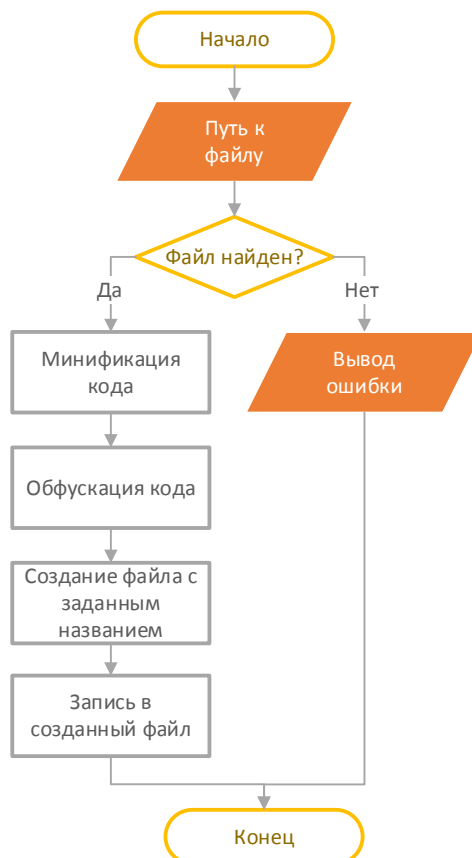 Начало
Путь к
файлу
Файл найден?
Да
Нет
Минификация
кода
Вывод
ошибки
Обфускация кода
Создание файла с
заданным
названием
Запись в
созданный файл
Конец